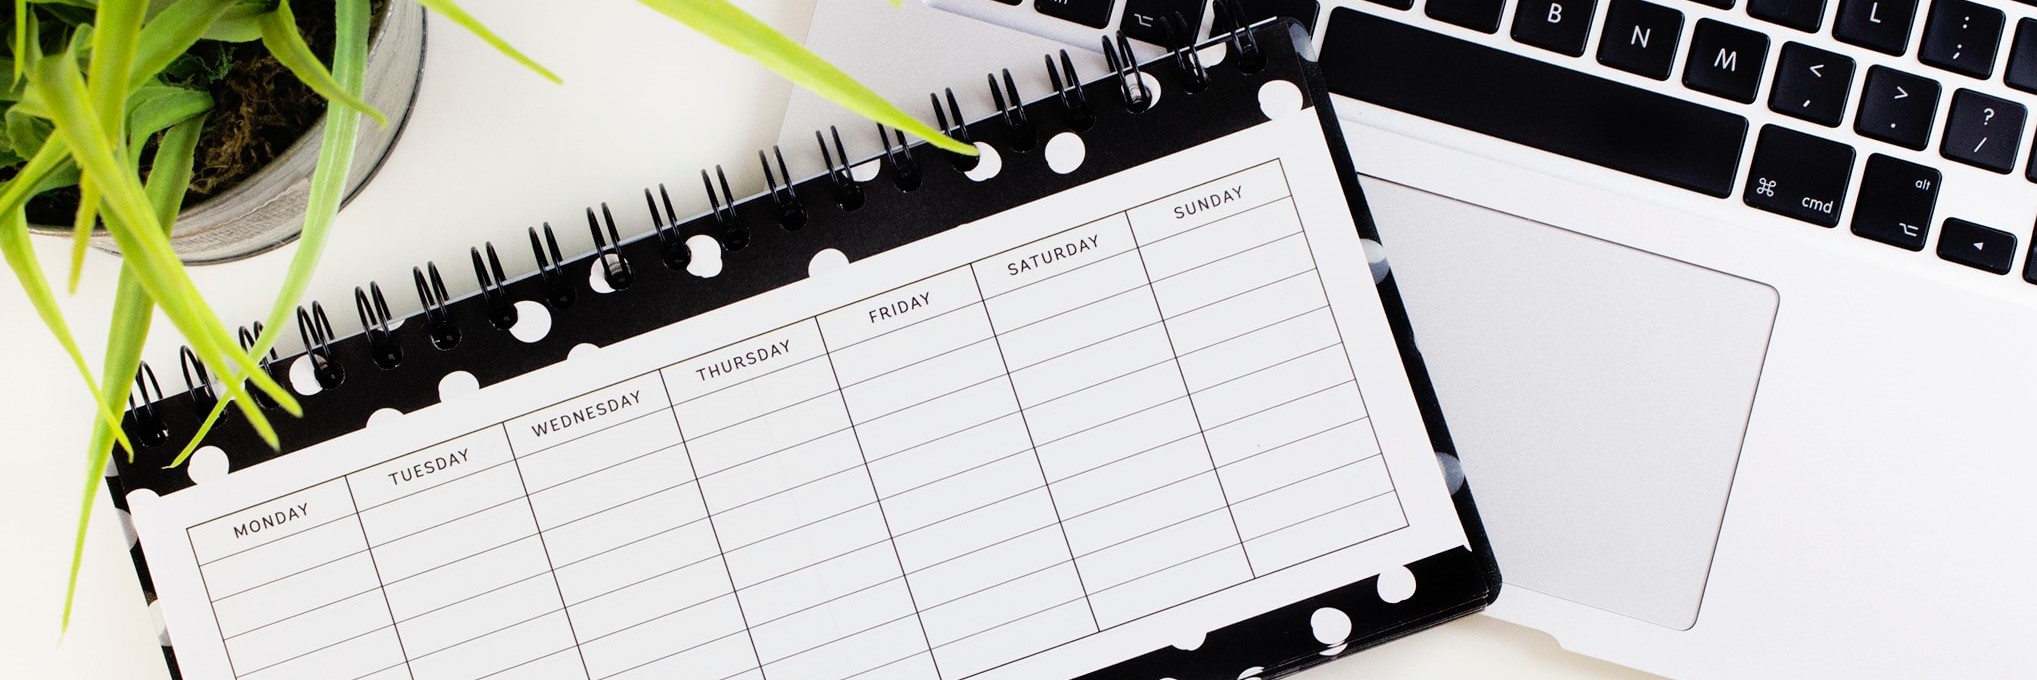 MONDAY
TUESDAY
WEDNESDAY
THURSDAY
FRIDAY
SATURDAY
SUNDAY
B
N
M
L
:
;
<
,
>
.
?
/
⌘
cmd
alt
⌥
◄